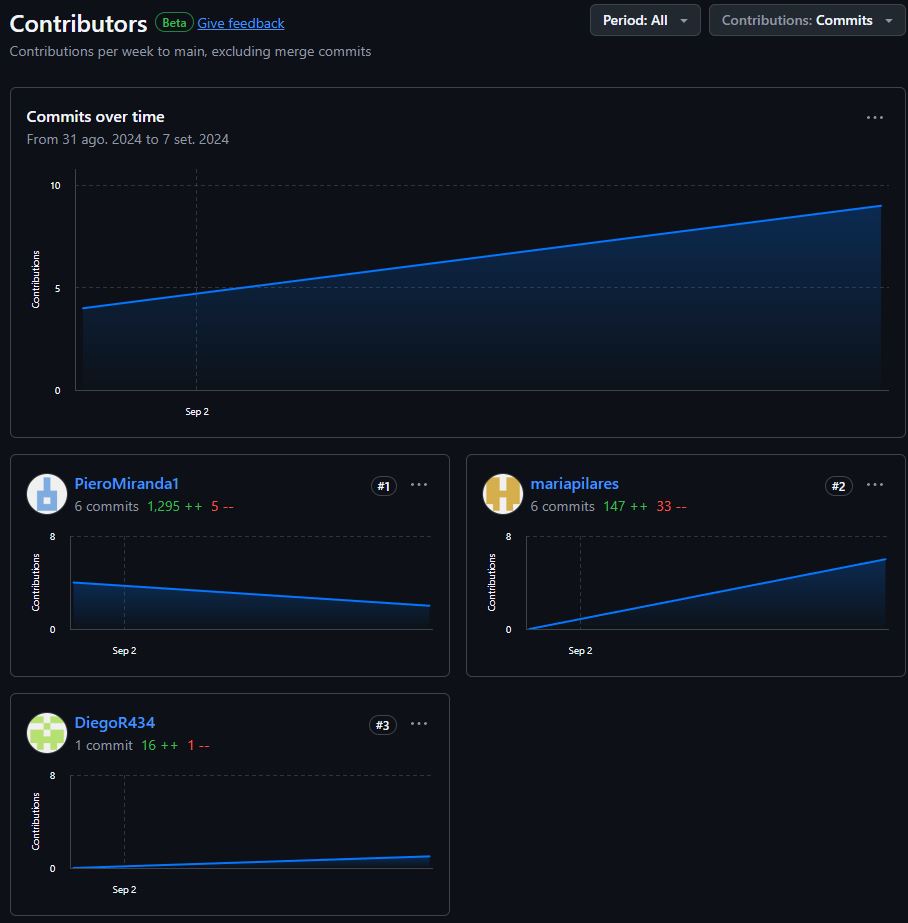 Contributors Beta Give feedback
Period: All
Contributions: Commits
Contributions per week to main, excluding merge commits
Commits over time
From 31 ago. 2024 to 7 set. 2024
10
5
0
Contributions
Sep 2
PieroMiranda1
#1
6 commits 1,295 ++ 5 --
8
0
Contributions
Sep 2
mariapilares
#2
6 commits 147 ++ 33 --
8
0
Contributions
Sep 2
DiegoR434
#3
1 commit 16 ++ 1 --
8
0
Contributions
Sep 2